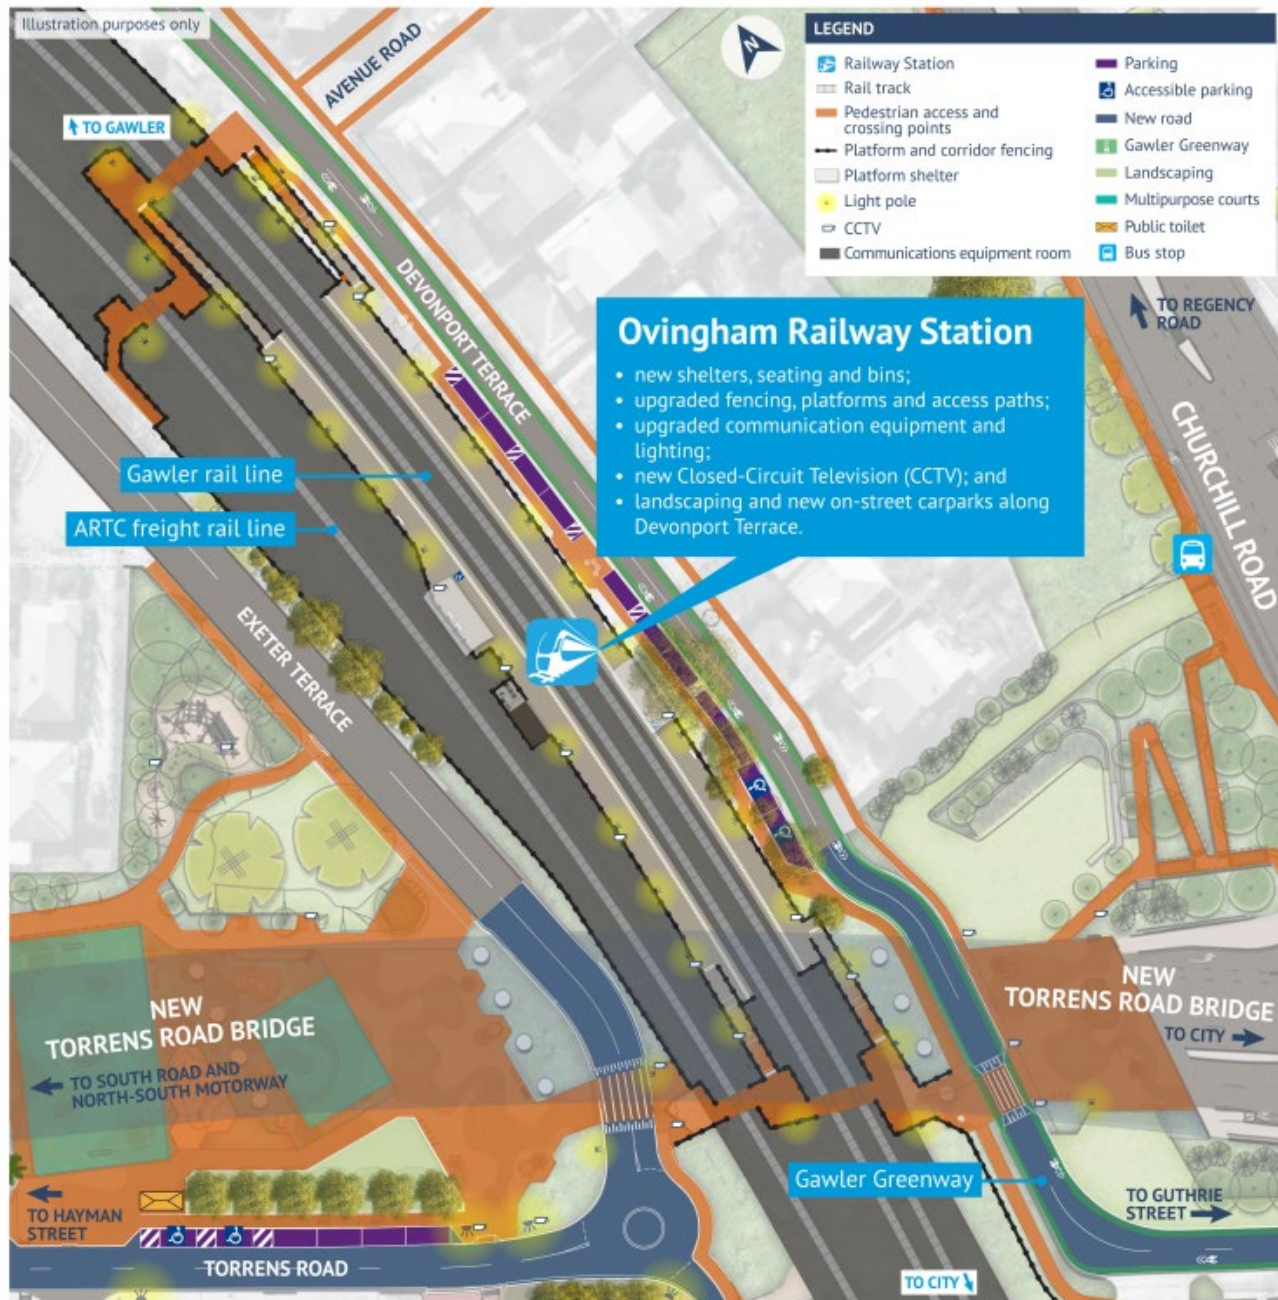 Illustration purposes only
AVENUE ROAD
N
LEGEND
Railway Station
Rail track
Pedestrian access and
crossing points
Platform and corridor fencing
Platform shelter
Light pole
CCTV
Communications equipment room
Parking
Accessible parking
New road
Gawler Greenway
Landscaping
Multipurpose courts
Public toilet
Bus stop
TO GAWLER
DEVONPORT TERRACE
TO REGENCY
ROAD
Ovingham Railway Station
• new shelters, seating and bins;
• upgraded fencing, platforms and access paths;
• upgraded communication equipment and
lighting;
• new Closed-Circuit Television (CCTV); and
• landscaping and new on-street carparks along
Devonport Terrace.
CHURCHILL ROAD
Gawler rail line
ARTC freight rail line
EXETER TERRACE
NEW
TORRENS ROAD BRIDGE
TO SOUTH ROAD AND
NORTH-SOUTH MOTORWAY
NEW
TORRENS ROAD BRIDGE
TO CITY
Gawler Greenway
TO GUTHRIE
STREET
TO HAYMAN
STREET
TORRENS ROAD
TO CITY